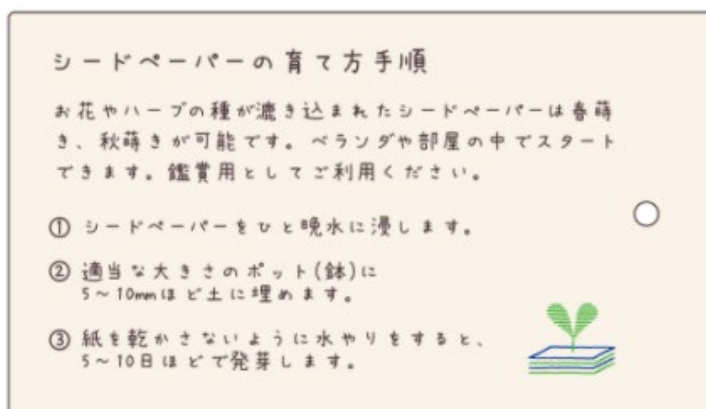 シードペーパーの育て方手順
お花やハーブの種が漉き込まれたシードペーパーは春蒔
き、秋蒔きが可能です。ベランダや部屋の中でスタート
できます。鑑賞用としてご利用ください。
① シードペーパーをひと晩水に浸します。
② 適当な大きさのポット(鉢)に
5～10mmほど土に埋めます。
③ 紙を乾かさないように水やりをすると、
5～10日ほどで発芽します。